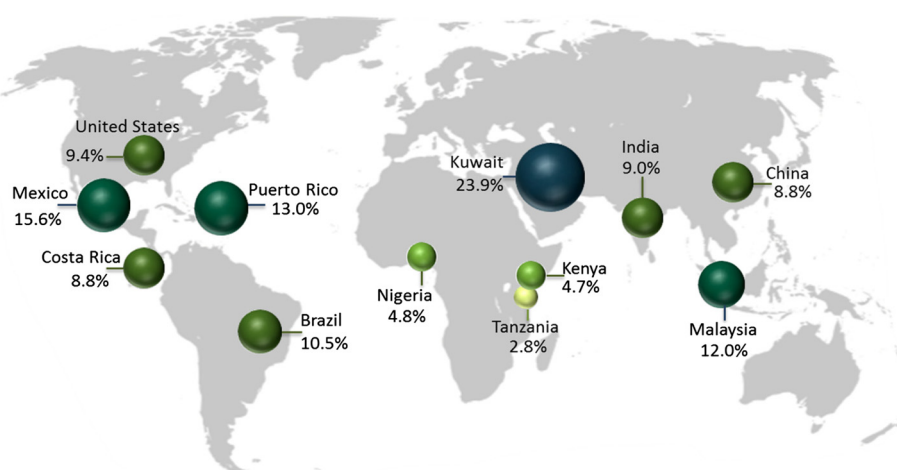 United States
9.4%
Mexico
15.6%
Puerto Rico
13.0%
Costa Rica
8.8%
Brazil
10.5%
Kuwait
23.9%
India
9.0%
China
8.8%
Nigeria
4.8%
Kenya
4.7%
Tanzania
2.8%
Malaysia
12.0%